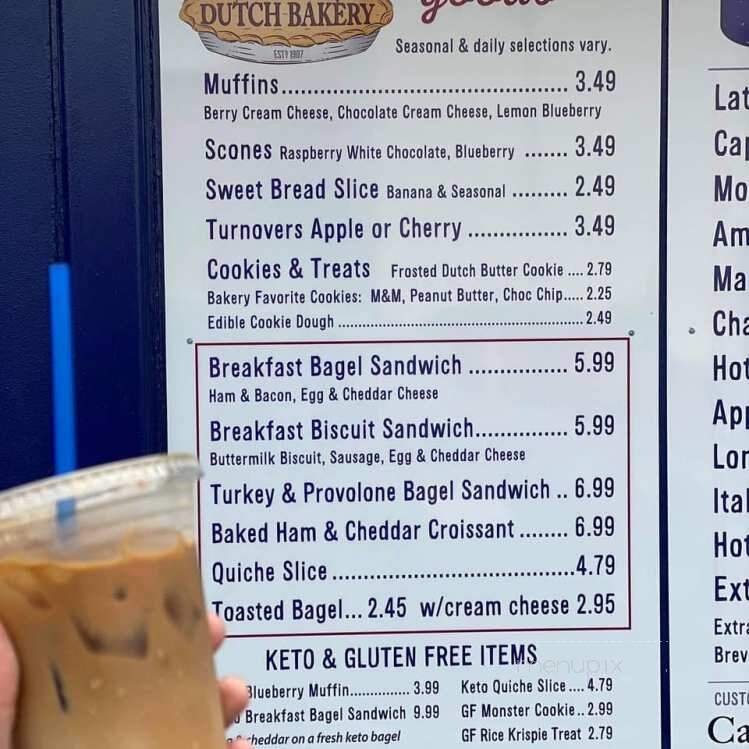 DUTCH BAKERY
goods
ESTY 1907
Seasonal & daily selections vary.
Muffins.......................................... 3.49
Berry Cream Cheese, Chocolate Cream Cheese, Lemon Blueberry
Scones Raspberry White Chocolate, Blueberry ....... 3.49
Sweet Bread Slice Banana & Seasonal ......... 2.49
Turnovers Apple or Cherry ............... 3.49
Cookies & Treats Frosted Dutch Butter Cookie .... 2.79
Bakery Favorite Cookies: M&M, Peanut Butter, Choc Chip..... 2.25
Edible Cookie Dough ............................................................ 2.49
Breakfast Bagel Sandwich ............... 5.99
Ham & Bacon, Egg & Cheddar Cheese
Breakfast Biscuit Sandwich.............. 5.99
Buttermilk Biscuit, Sausage, Egg & Cheddar Cheese
Turkey & Provolone Bagel Sandwich .. 6.99
Baked Ham & Cheddar Croissant ........ 6.99
Quiche Slice .....................................4.79
Toasted Bagel... 2.45 w/cream cheese 2.95
KETO & GLUTEN FREE ITEMS
Blueberry Muffin............... 3.99
Breakfast Bagel Sandwich 9.99
cheddar on a fresh keto bagel
Keto Quiche Slice .... 4.79
GF Monster Cookie.. 2.99
GF Rice Krispie Treat 2.79
menupix
Lat
Cap
Mo
Am
Ma
Cha
Hot
App
Lon
Ital
Hot
Ext
Extra
Brev
CUSTO
Ca